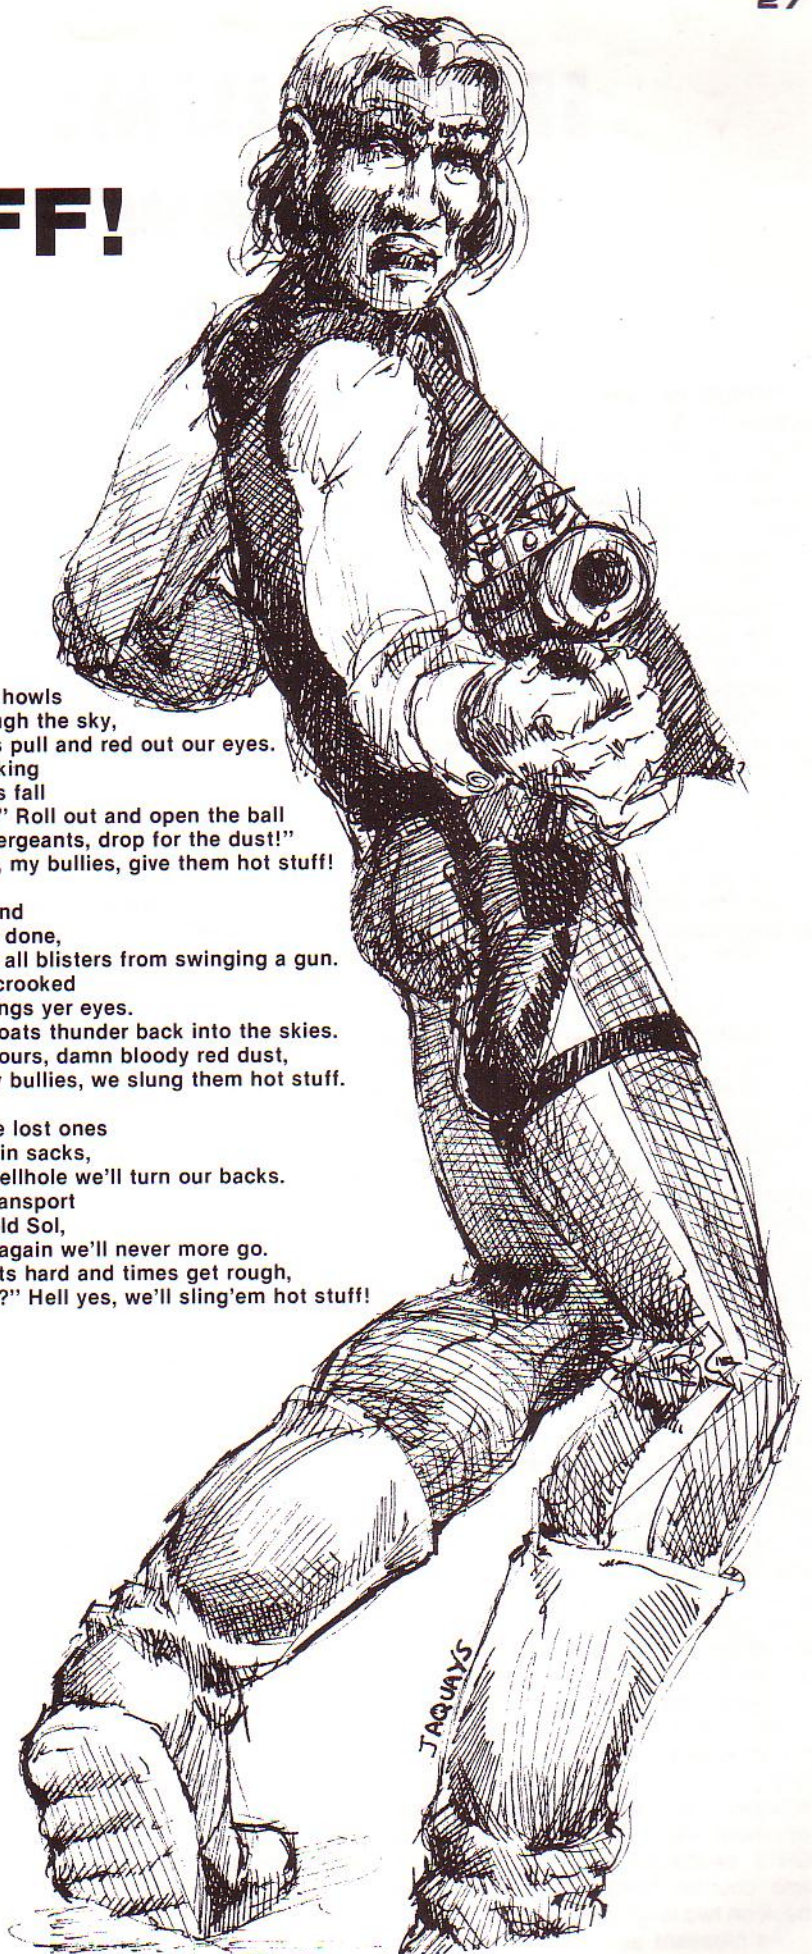 27
FF!
howls
ugh the sky,
s pull and red out our eyes.
king
s fall
" Roll out and open the ball
ergeants, drop for the dust!"
, my bullies, give them hot stuff!
nd
done,
all blisters from swinging a gun.
crooked
ngs yer eyes.
oats thunder back into the skies.
ours, damn bloody red dust,
y bullies, we slung them hot stuff.
e lost ones
in sacks,
ellhole we'll turn our backs.
ansport
ld Sol,
again we'll never more go.
ts hard and times get rough,
?" Hell yes, we'll sling'em hot stuff!
JAQUAYS